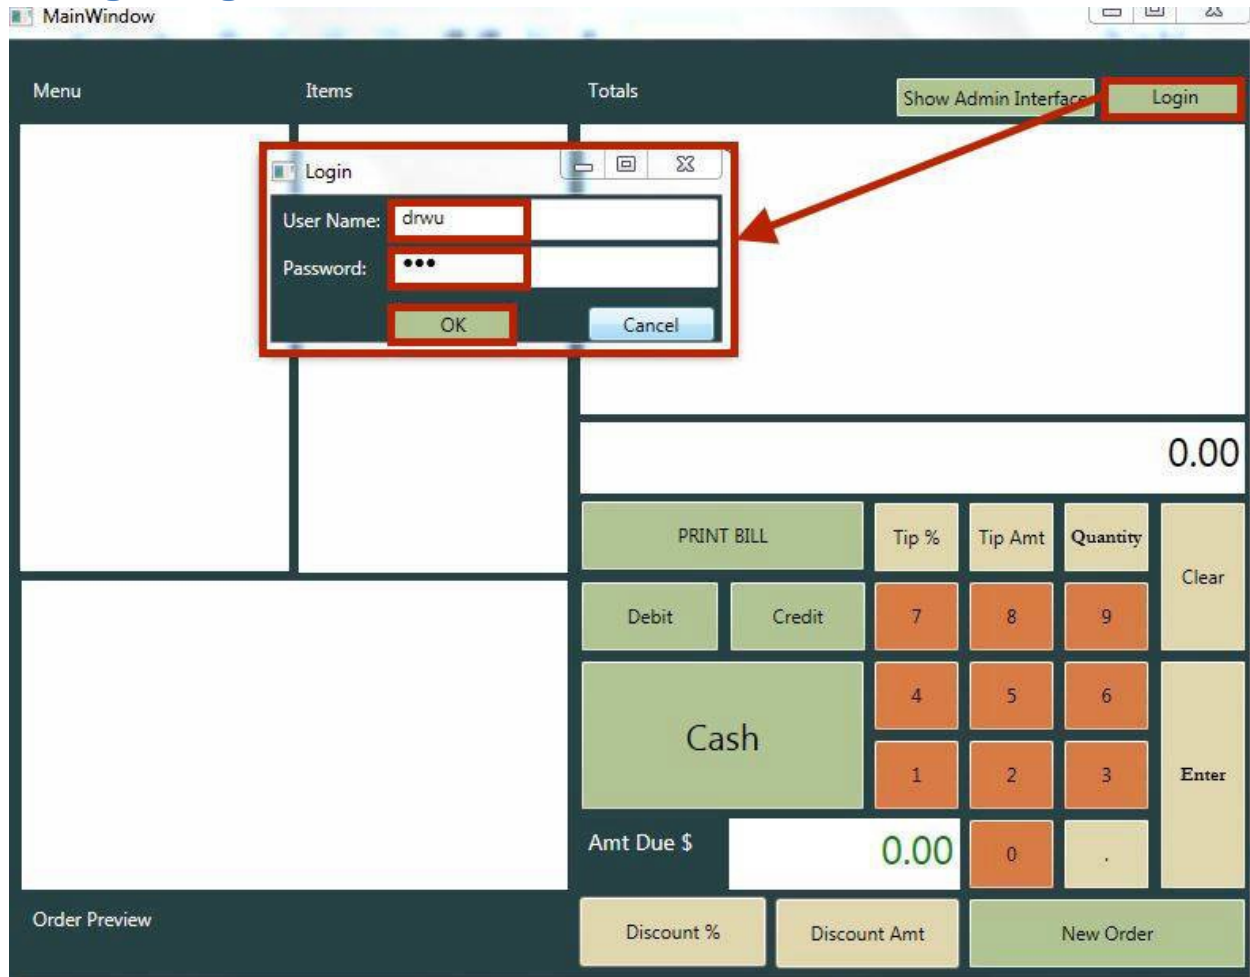 MainWindow
Menu
Items
Totals
Show Admin Interface
Login
Login
User Name:
drwu
Password:
•••
OK
Cancel
0.00
PRINT BILL
Tip %
Tip Amt
Quantity
Clear
Debit
Credit
7
8
9
4
5
6
Cash
1
2
3
Enter
Amt Due $
0.00
0
.
Order Preview
Discount %
Discount Amt
New Order